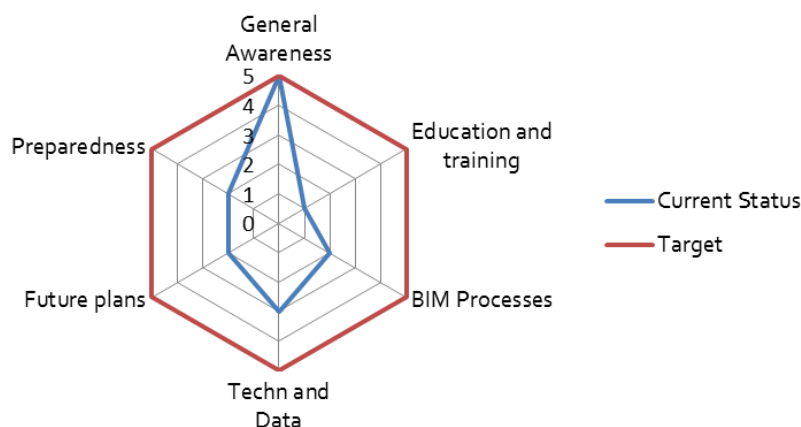 General
Awareness
5
4
3
2
1
0
Preparedness
Education and
training
Current Status
Target
Future plans
BIM Processes
Techn and
Data